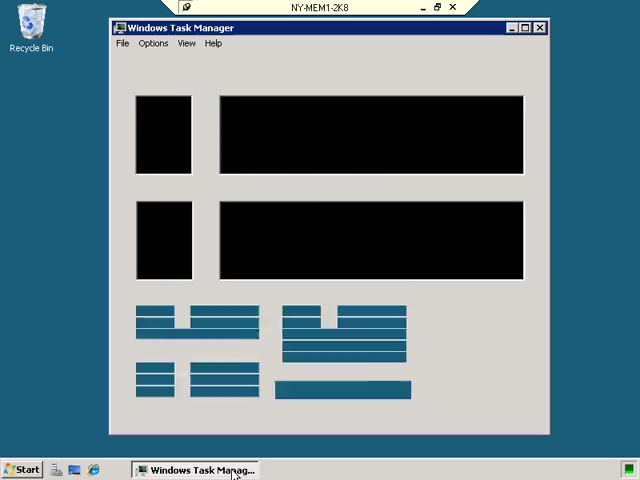 NY-MEM1-2K8
Recycle Bin
Windows Task Manager
File Options View Help
Start
Windows Task Manag...